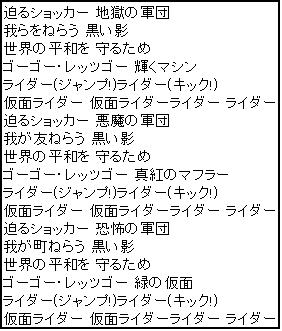 迫るショッカー 地獄の軍団
我らをねらう 黒い影
世界の平和を 守るため
ゴーゴー・レッツゴー 輝くマシン
ライダー(ジャンプ!)ライダー(キック!)
仮面ライダー 仮面ライダーライダー ライダー
迫るショッカー 悪魔の軍団
我が友ねらう 黒い影
世界の平和を 守るため
ゴーゴー・レッツゴー 真紅のマフラー
ライダー(ジャンプ!)ライダー(キック!)
仮面ライダー 仮面ライダーライダー ライダー
迫るショッカー 恐怖の軍団
我が町ねらう 黒い影
世界の平和を 守るため
ゴーゴー・レッツゴー 緑の仮面
ライダー(ジャンプ!)ライダー(キック!)
仮面ライダー 仮面ライダーライダー ライダー